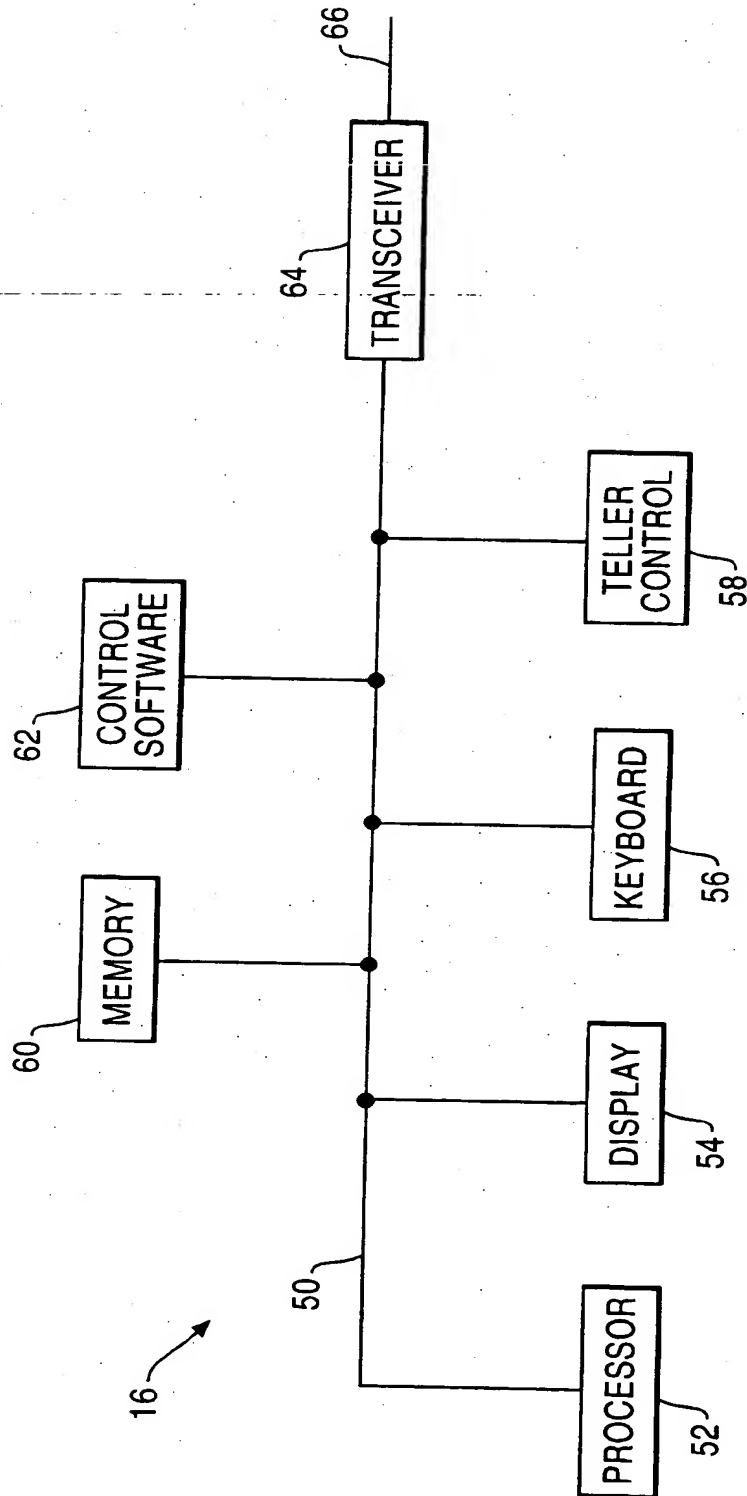 16
50
60
MEMORY
62
CONTROL
SOFTWARE
64
TRANSCEIVER
66
PROCESSOR
52
DISPLAY
54
KEYBOARD
56
TELLER
CONTROL
58